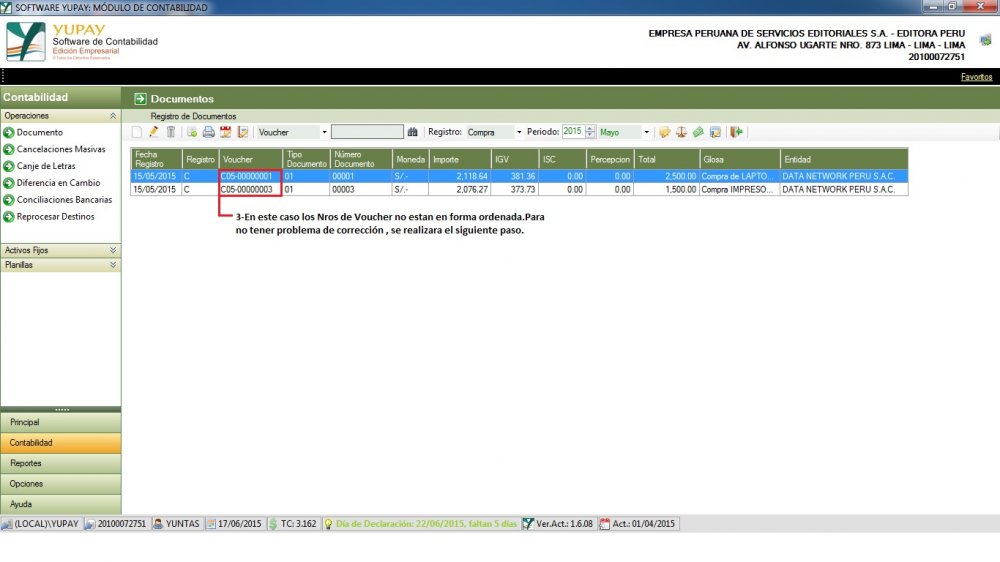 SOFTWARE YUPAY: MÓDULO DE CONTABILIDAD
YUPAY
Software de Contabilidad
Edición Empresarial
EMPRESA PERUANA DE SERVICIOS EDITORIALES S.A. - EDITORA PERU
AV. ALFONSO UGARTE NRO. 873 LIMA - LIMA - LIMA
20100072751
Favoritos
Contabilidad
Operaciones
Documento
Cancelaciones Masivas
Canje de Letras
Diferencia en Cambio
Conciliaciones Bancarias
Reprocesar Destinos
Activos Fijos
Planillas
Principal
Contabilidad
Reportes
Opciones
Ayuda
Documentos
Registro de Documentos
Voucher Registro: Compra Periodo: 2015 Mayo
Fecha Registro Registro Voucher Tipo Documento Número Documento Moneda Importe IGV ISC Percepcion Total Glosa Entidad
15/05/2015 C C05-00000001 01 00001 S/.- 2,118.64 381.36 0.00 0.00 2,500.00 Compra de LAPTO... DATA NETWORK PERU S.A.C.
15/05/2015 C C05-00000003 01 00003 S/.- 2,076.27 373.73 0.00 0.00 1,500.00 Compra IMPRESO... DATA NETWORK PERU S.A.C.
3-En este caso los Nros de Voucher no estan en forma ordenada.Para
no tener problema de corrección , se realizara el siguiente paso.
(LOCAL)\YUPAY 20100072751 YUNTAS 17/06/2015 TC: 3.162 Día de Declaración: 22/06/2015, faltan 5 días Ver.Act.: 1.6.08 Act.: 01/04/2015